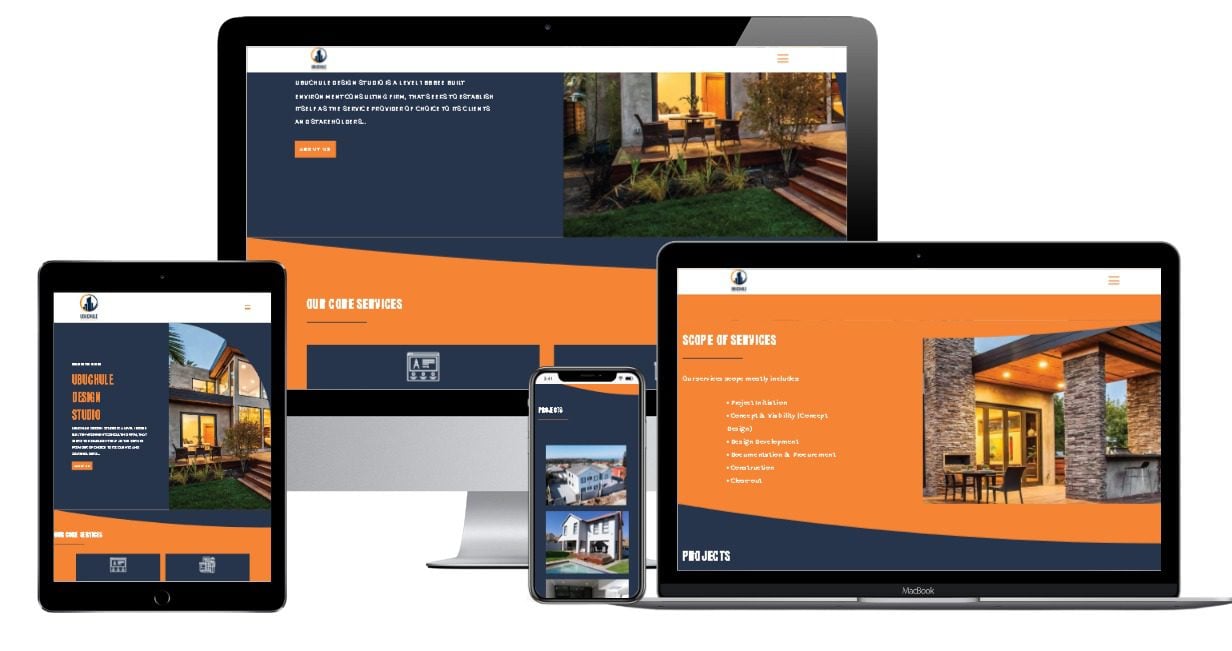 UBUCHULE
UBUCHULE DESIGN STUDIO IS A LEVEL 1 BBBEE BUILT
ENVIRONMENT CONSULTING FIRM, THAT SEEKS TO ESTABLISH
ITSELF AS THE SERVICE PROVIDER OF CHOICE TO ITS CLIENTS
AND STAKEHOLDERS...
ABOUT US
OUR CORE SERVICES
A
UBUCHULE
UBUCHULE
DESIGN
STUDIO
ABOUT US
OUR CORE SERVICES
PROJECTS
UBUCHULE
SCOPE OF SERVICES
Our services scope mostly includes:
• Project Initiation
• Concept & Viability (Concept
Design)
• Design Development
• Documentation & Procurement
• Construction
• Close-out
PROJECTS
MacBook